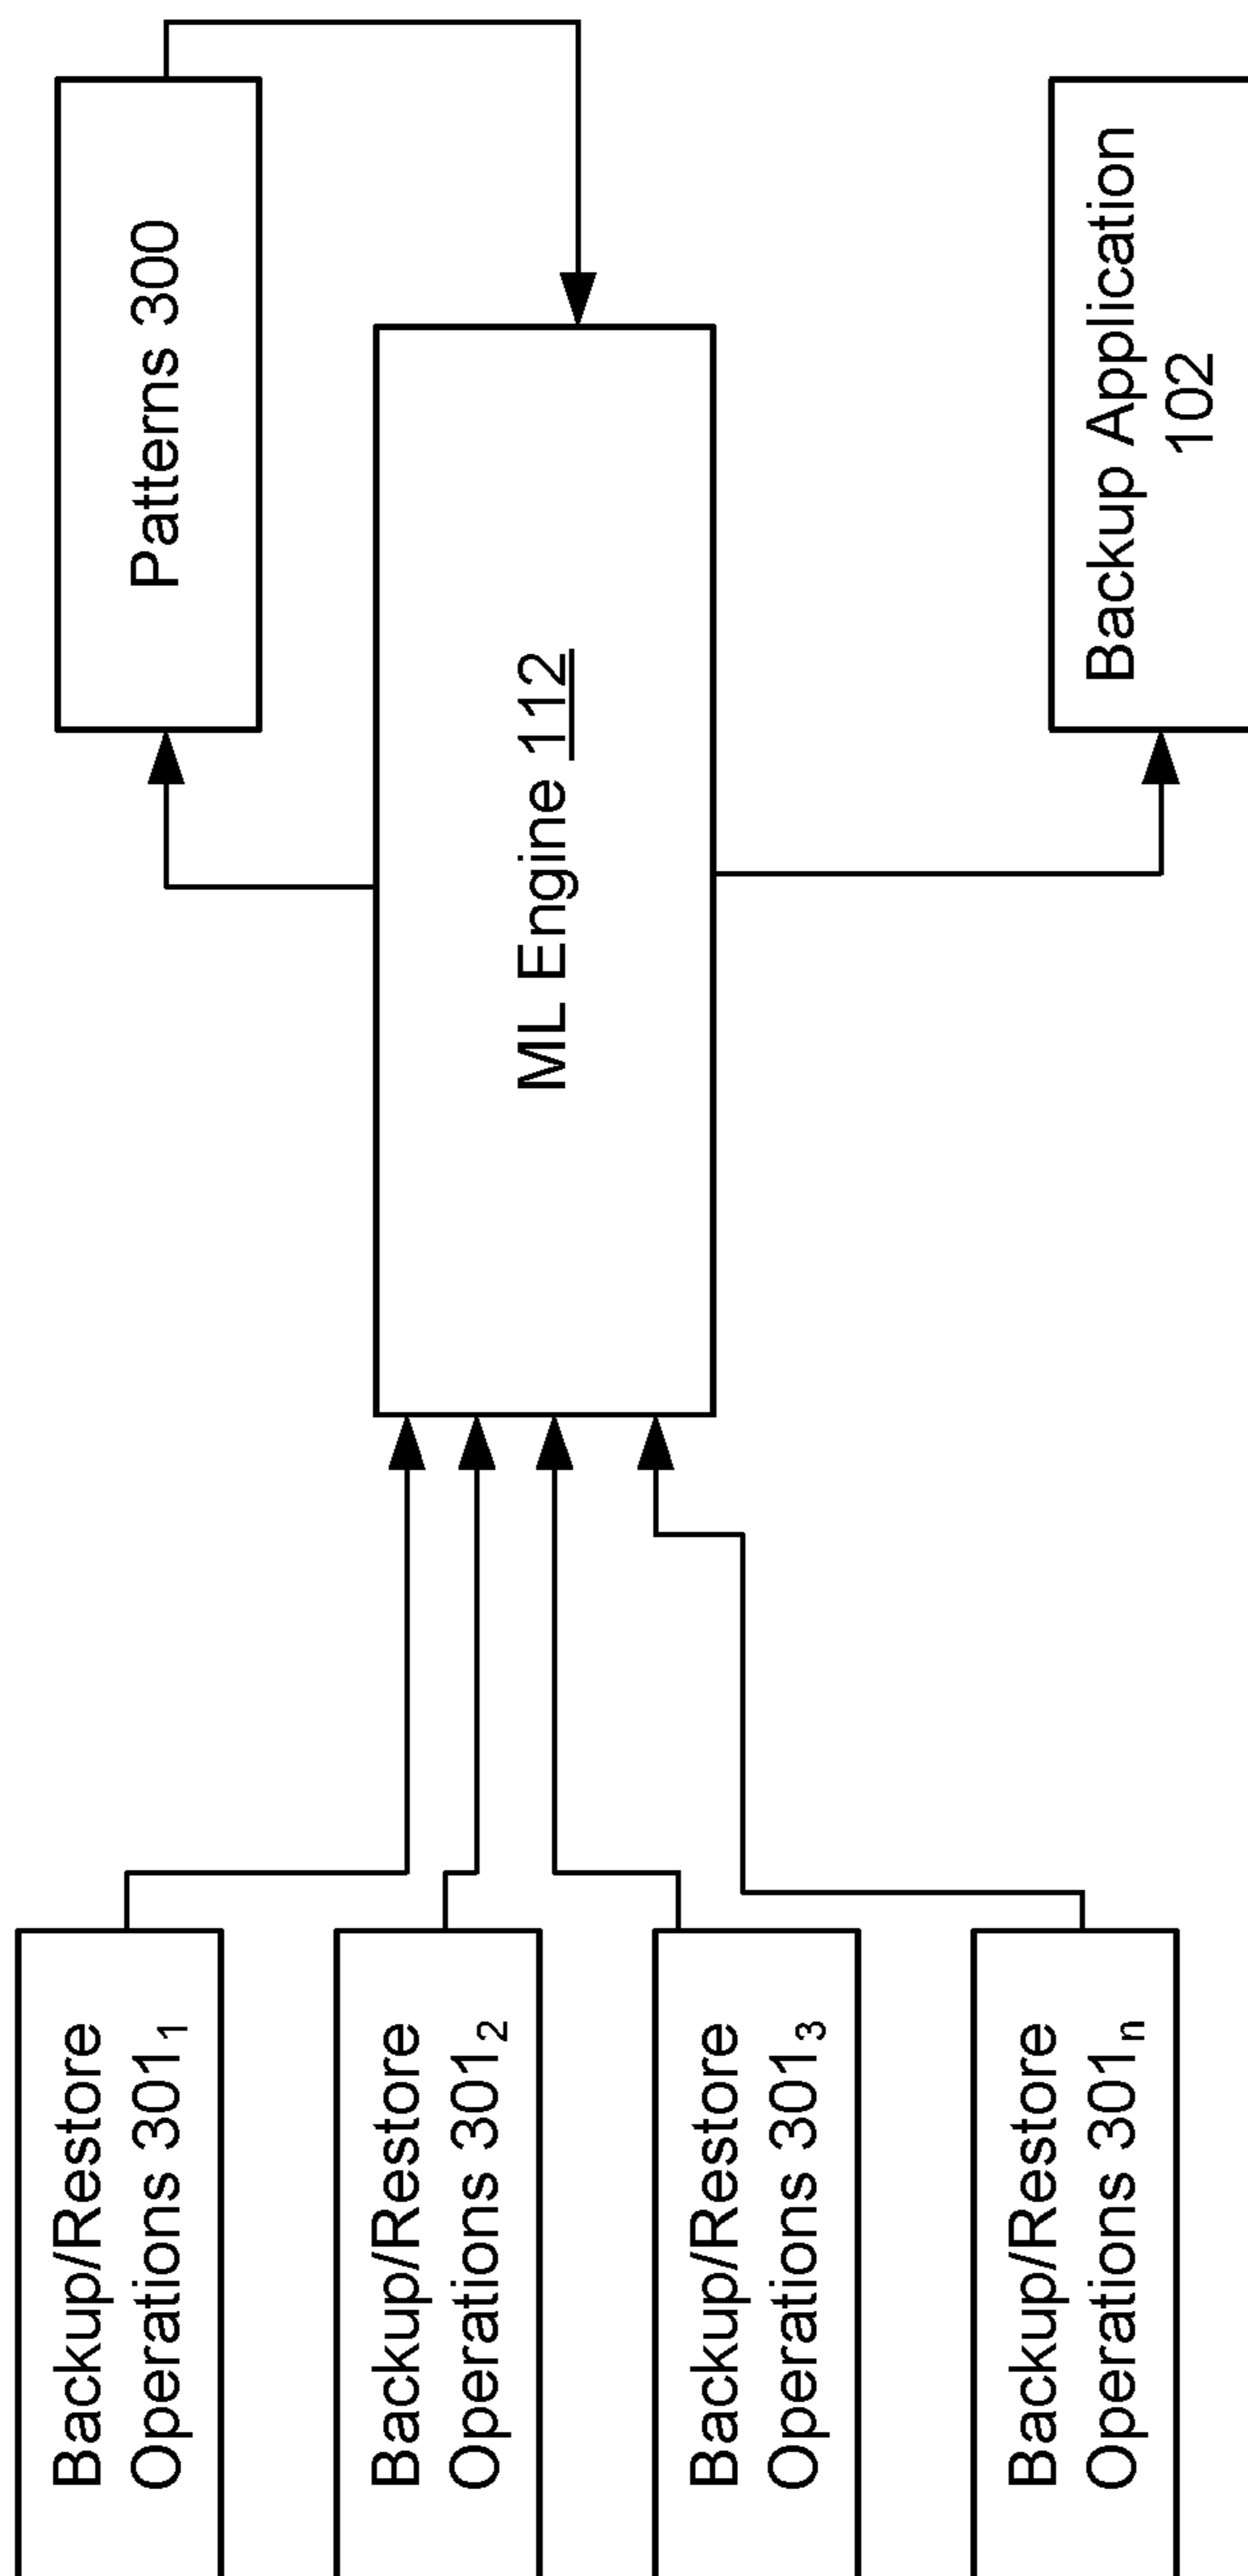 Backup/Restore
Operations 301₁
Backup/Restore
Operations 301₂
Backup/Restore
Operations 301₃
Backup/Restore
Operations 301ₙ
ML Engine 112
Patterns 300
Backup Application
102